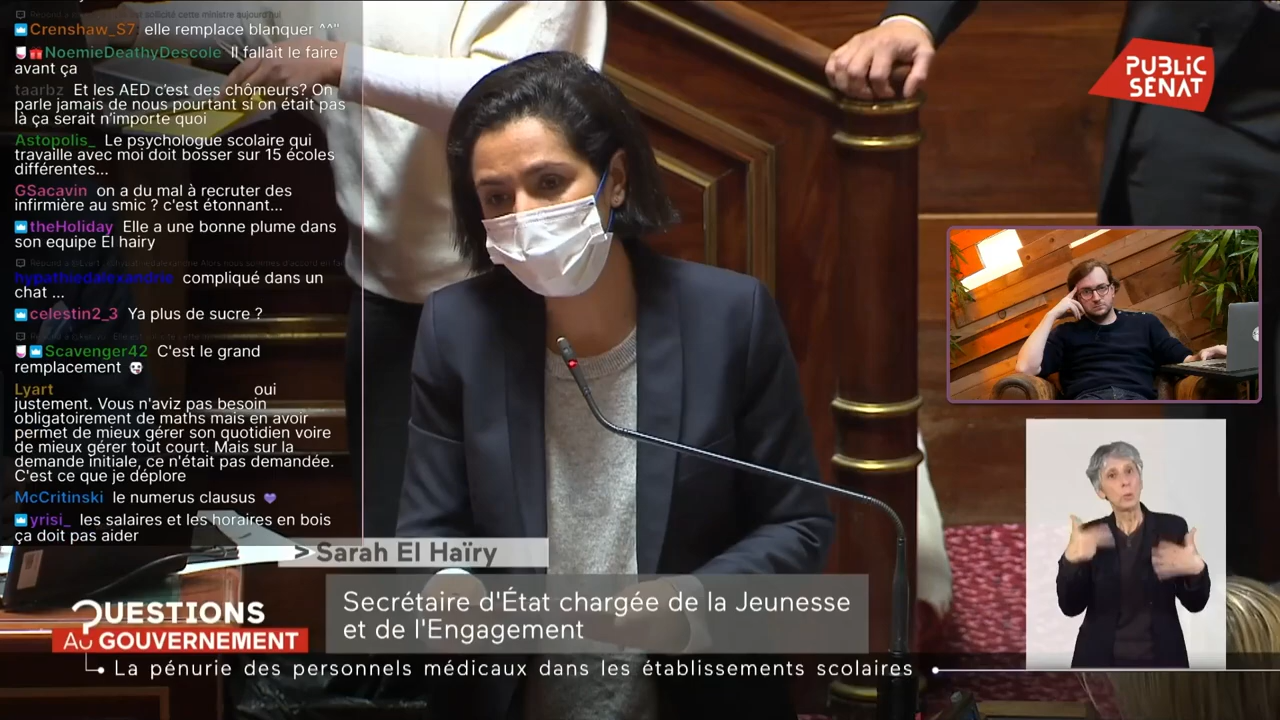 Crenshaw_S7 elle remplace blanquer ^^"
NoemieDeathyDescole Il fallait le faire
avant ça
taarbz Et les AED c'est des chômeurs? On
parle jamais de nous pourtant si on était pas
là ça serait n'importe quoi
Astopolis_ Le psychologue scolaire qui
travaille avec moi doit bosser sur 15 écoles
différentes...
GSacavin on a du mal à recruter des
infirmière au smic ? c'est étonnant...
theHoliday Elle a une bonne plume dans
son equipe El hairy
hypathiedalexandrie compliqué dans un
chat ...
celestin2_3 Ya plus de sucre ?
Scavenger42 C'est le grand
remplacement
Lyart oui
justement. Vous n'aviz pas besoin
obligatoirement de maths mais en avoir
permet de mieux gérer son quotidien voire
de mieux gérer tout court. Mais sur la
demande initiale, ce n'était pas demandée.
C'est ce que je déplore
McCritinski le numerus clausus 💜
yrisi_ les salaires et les horaires en bois
ça doit pas aider
PUBLIC
SÉNAT
> Sarah El Haïry
Secrétaire d'État chargée de la Jeunesse
et de l'Engagement
QUESTIONS
AU GOUVERNEMENT
La pénurie des personnels médicaux dans les établissements scolaires